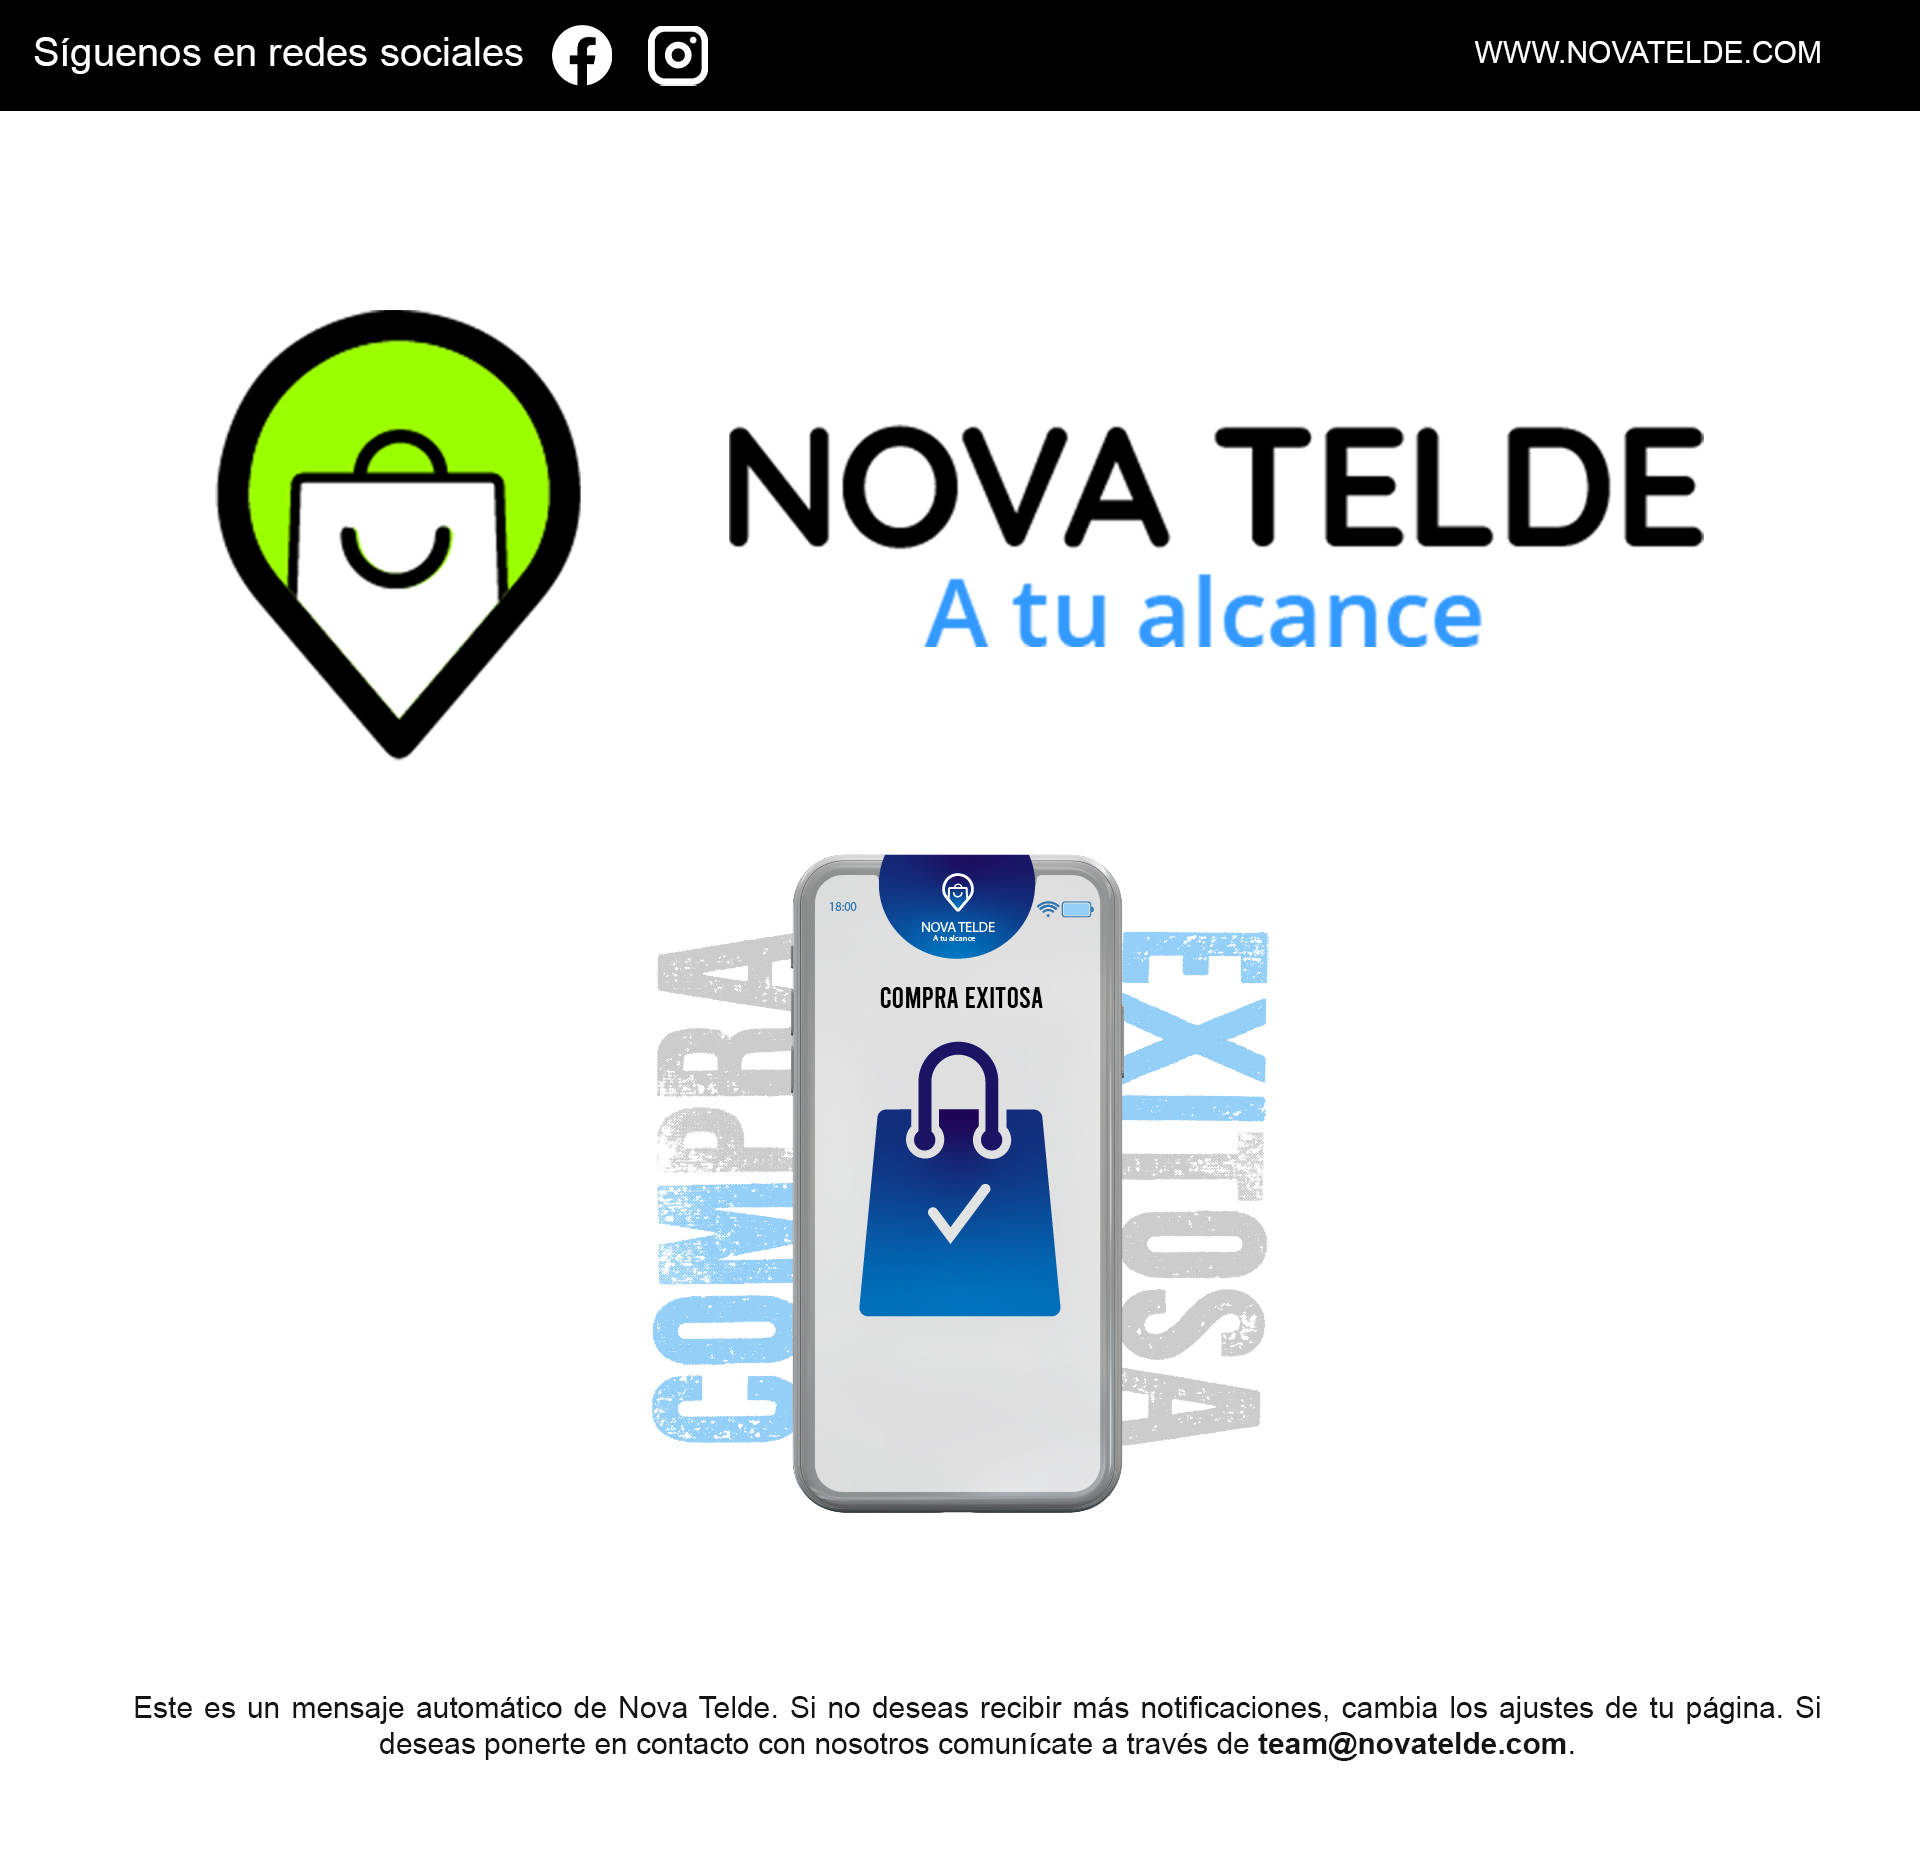 Síguenos en redes sociales
WWW.NOVATELDE.COM
NOVA TELDE
A tu alcance
18:00
NOVA TELDE
A tu alcance
COMPRA EXITOSA
COMPRA
EXITOSA
Este es un mensaje automático de Nova Telde. Si no deseas recibir más notificaciones, cambia los ajustes de tu página. Si
deseas ponerte en contacto con nosotros comunícate a través de team@novatelde.com.